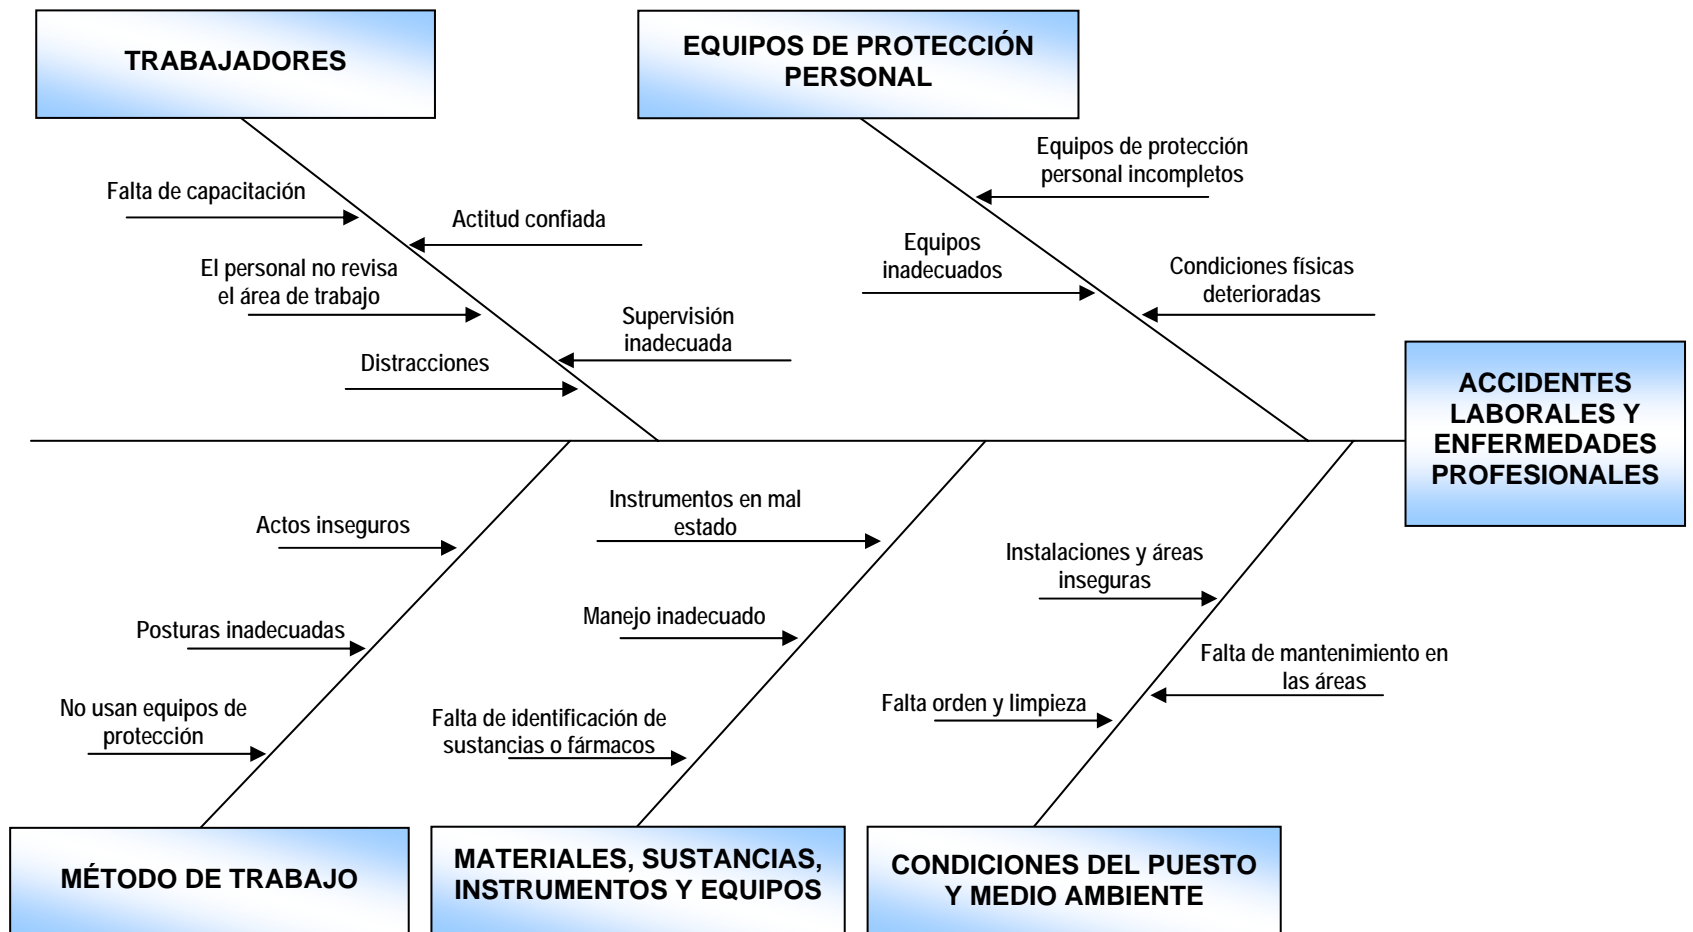 TRABAJADORES
EQUIPOS DE PROTECCIÓN
PERSONAL
Falta de capacitación
Actitud confiada
El personal no revisa
el área de trabajo
Supervisión
inadecuada
Distracciones
Equipos de protección
personal incompletos
Equipos
inadecuados
Condiciones físicas
deterioradas
ACCIDENTES
LABORALES Y
ENFERMEDADES
PROFESIONALES
Actos inseguros
Posturas inadecuadas
No usan equipos de
protección
Instrumentos en mal
estado
Manejo inadecuado
Falta de identificación de
sustancias o fármacos
Instalaciones y áreas
inseguras
Falta de mantenimiento en
las áreas
Falta orden y limpieza
MÉTODO DE TRABAJO
MATERIALES, SUSTANCIAS,
INSTRUMENTOS Y EQUIPOS
CONDICIONES DEL PUESTO
Y MEDIO AMBIENTE